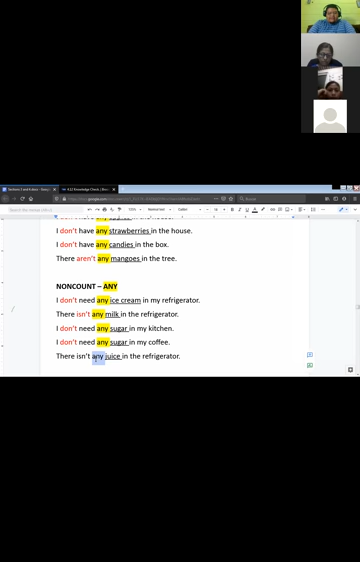 I don't have any strawberries in the house.
I don't have any candies in the box.
There aren't any mangoes in the tree.
NONCOUNT – ANY
I don't need any ice cream in my refrigerator.
There isn't any milk in the refrigerator.
I don't need any sugar in my kitchen.
I don't need any sugar in my coffee.
There isn't any juice in the refrigerator.